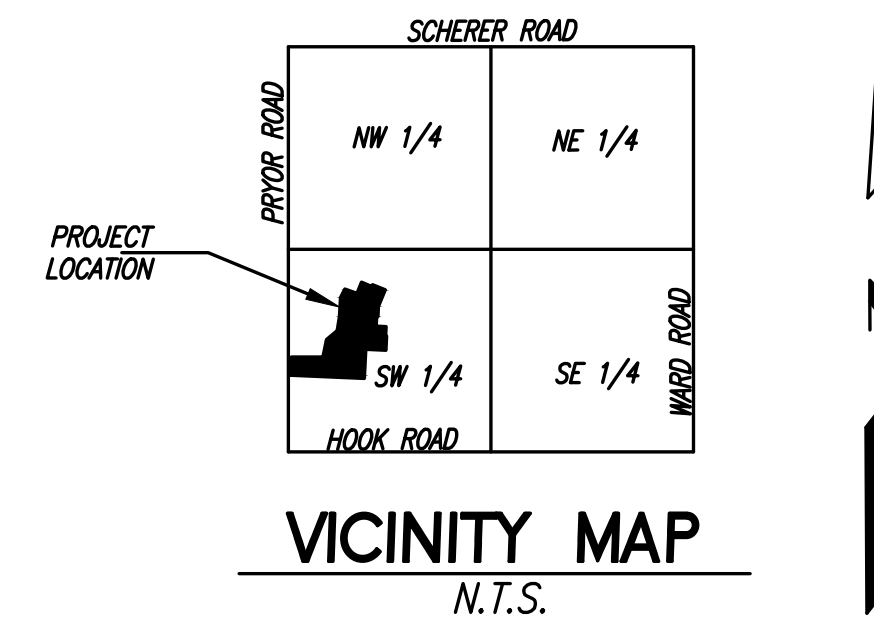 SCHERER ROAD
PRYOR ROAD
NW 1/4
NE 1/4
PROJECT
LOCATION
WARD ROAD
SW 1/4
SE 1/4
HOOK ROAD
VICINITY MAP
N.T.S.